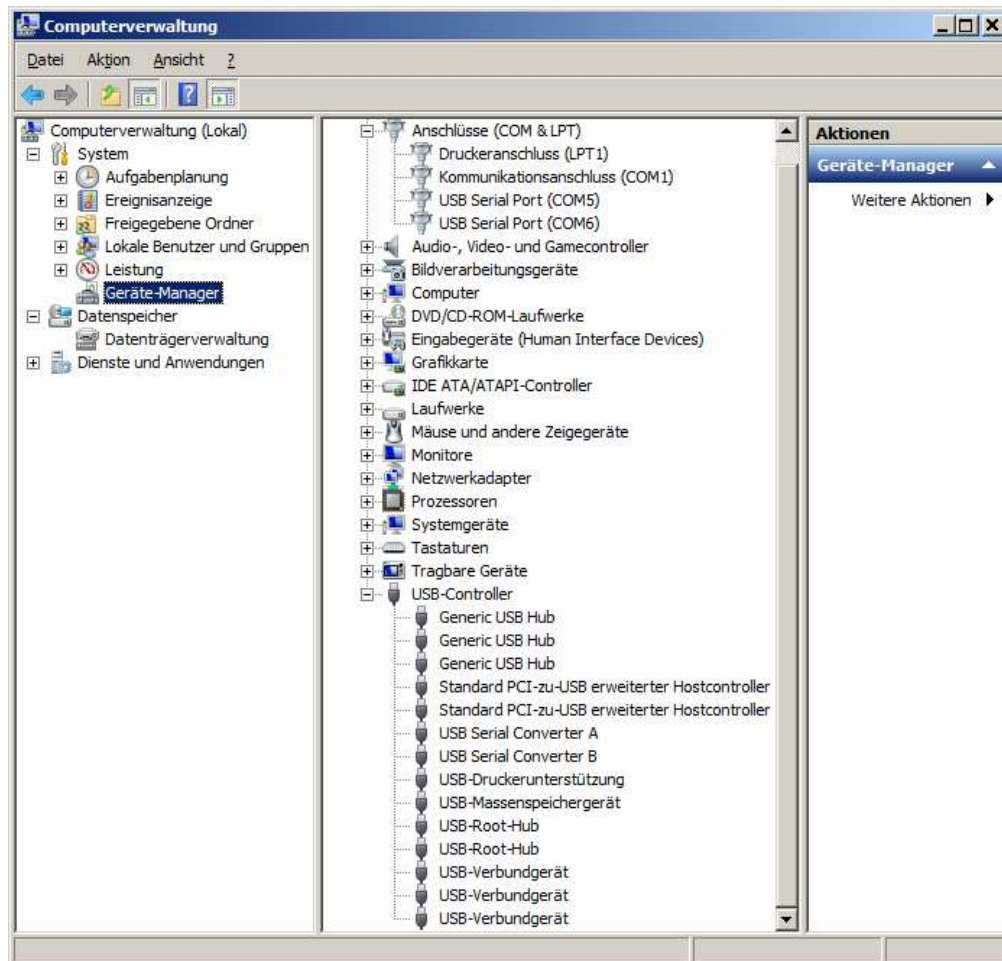 Computerverwaltung
Datei Aktion Ansicht ?
Computerverwaltung (Lokal)
System
Aufgabenplanung
Ereignisanzeige
Freigegebene Ordner
Lokale Benutzer und Gruppen
Leistung
Geräte-Manager
Datenspeicher
Datenträgerverwaltung
Dienste und Anwendungen
Anschlüsse (COM & LPT)
Druckeranschluss (LPT1)
Kommunikationsanschluss (COM1)
USB Serial Port (COM5)
USB Serial Port (COM6)
Audio-, Video- und Gamecontroller
Bildverarbeitungsgeräte
Computer
DVD/CD-ROM-Laufwerke
Eingabegeräte (Human Interface Devices)
Grafikkarte
IDE ATA/ATAPI-Controller
Laufwerke
Mäuse und andere Zeigegeräte
Monitore
Netzwerkadapter
Prozessoren
Systemgeräte
Tastaturen
Tragbare Geräte
USB-Controller
Generic USB Hub
Generic USB Hub
Generic USB Hub
Standard PCI-zu-USB erweiterter Hostcontroller
Standard PCI-zu-USB erweiterter Hostcontroller
USB Serial Converter A
USB Serial Converter B
USB-Druckerunterstützung
USB-Massenspeichergerät
USB-Root-Hub
USB-Root-Hub
USB-Verbundgerät
USB-Verbundgerät
USB-Verbundgerät
Aktionen
Geräte-Manager
Weitere Aktionen